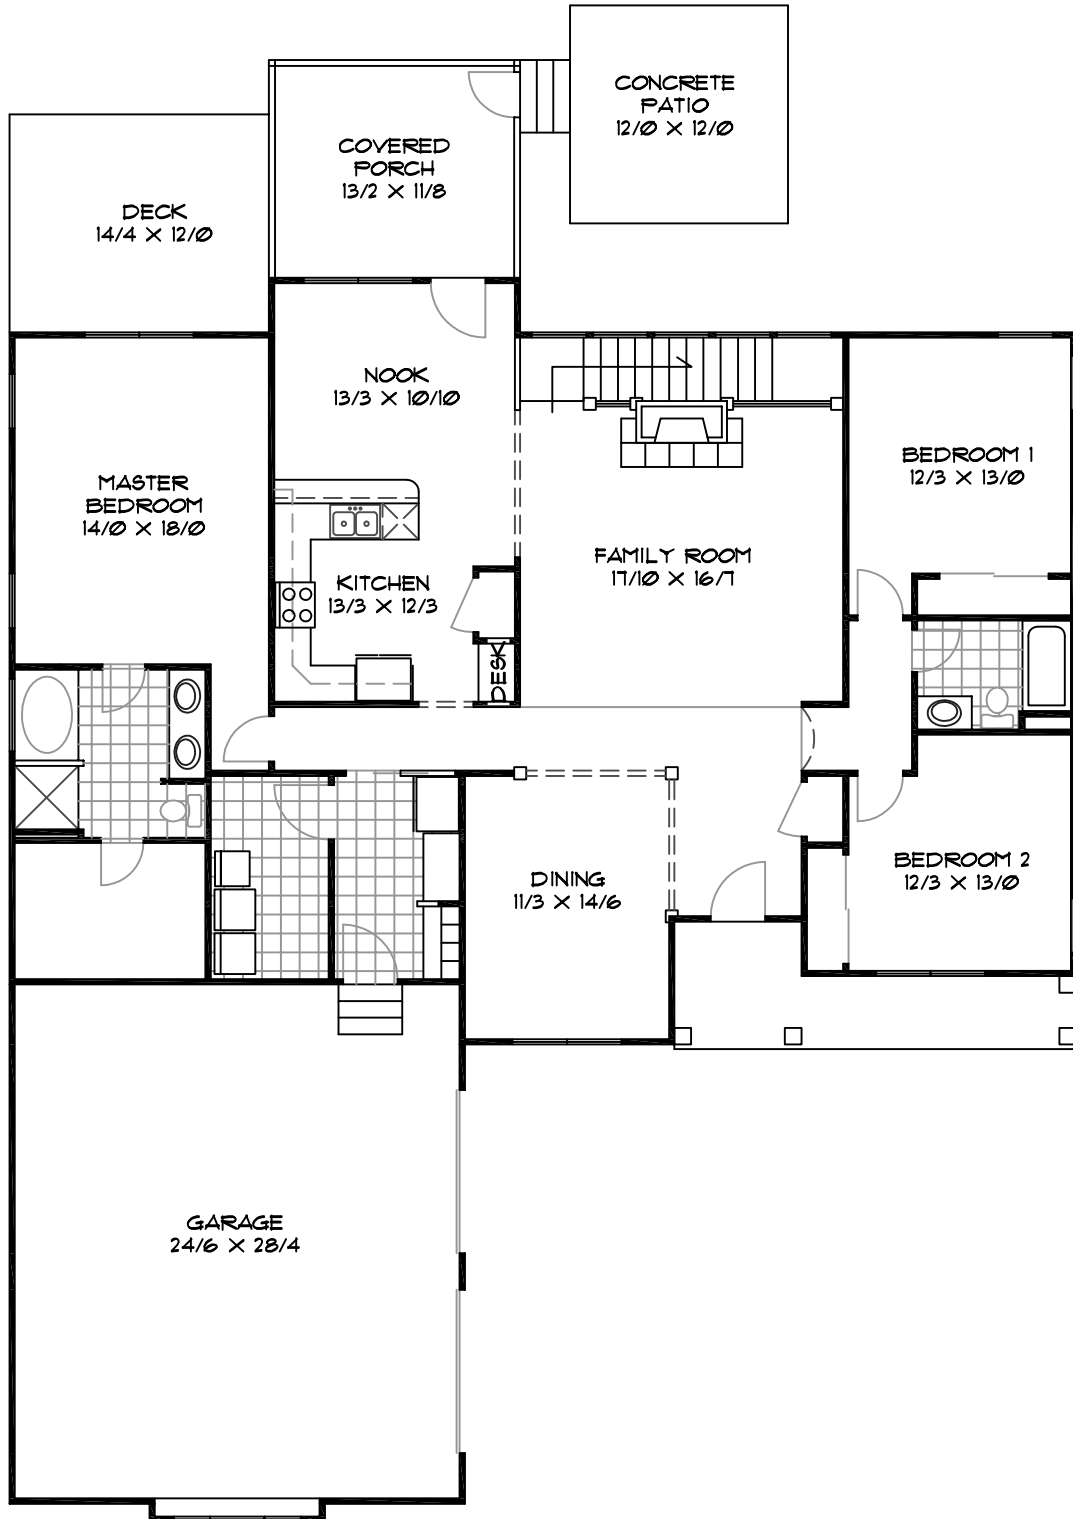 CONCRETE
PATIO
12/0 X 12/0
COVERED
PORCH
13/2 X 11/8
DECK
14/4 X 12/0
NOOK
13/3 X 10/10
BEDROOM 1
12/3 X 13/0
MASTER
BEDROOM
14/0 X 18/0
FAMILY ROOM
17/10 X 16/7
KITCHEN
13/3 X 12/3
DESK
BEDROOM 2
12/3 X 13/0
DINING
11/3 X 14/6
GARAGE
24/6 X 28/4